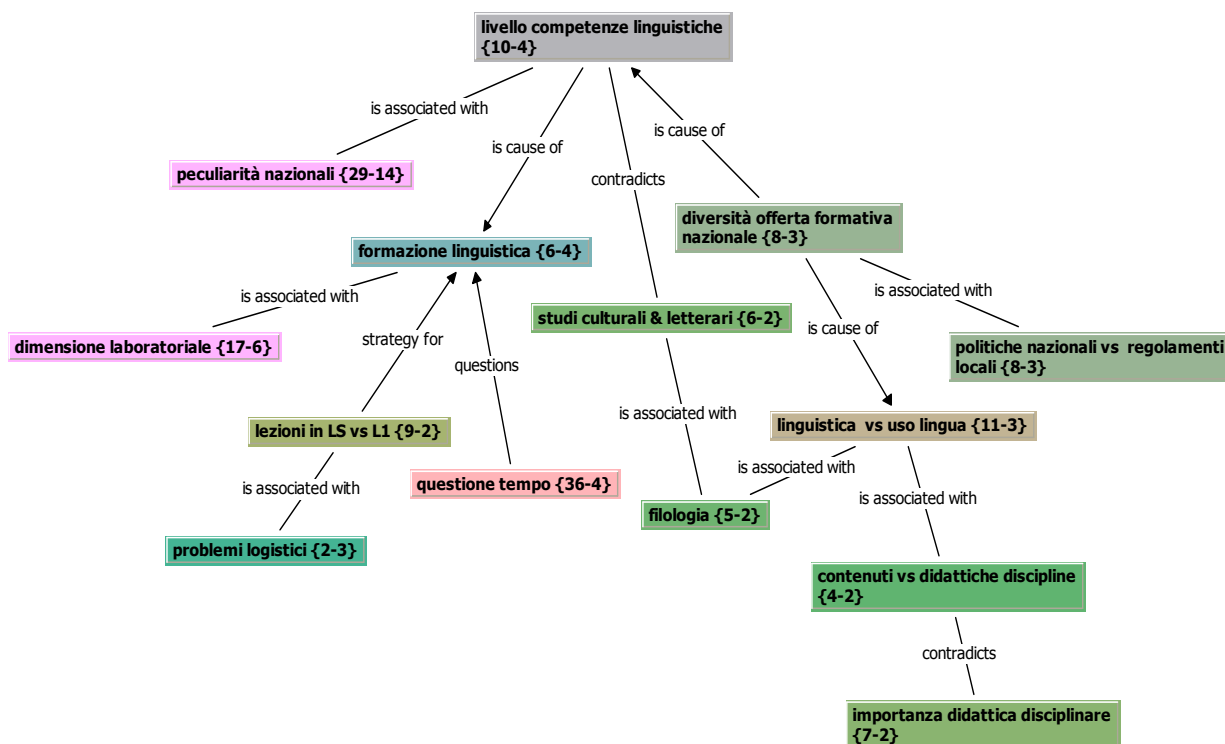 livello competenze linguistiche
{10-4}
is associated with
is cause of
is cause of
peculiarità nazionali {29-14}
contradicts
diversità offerta formativa
nazionale {8-3}
formazione linguistica {6-4}
is associated with
is associated with
studi culturali & letterari {6-2}
is cause of
dimensione laboratoriale {17-6}
strategy for
politiche nazionali vs  regolamenti
locali {8-3}
questions
is associated with
lezioni in LS vs L1 {9-2}
linguistica  vs uso lingua {11-3}
is associated with
is associated with
questione tempo {36-4}
is associated with
filologia {5-2}
problemi logistici {2-3}
contenuti vs didattiche discipline
{4-2}
contradicts
importanza didattica disciplinare
{7-2}